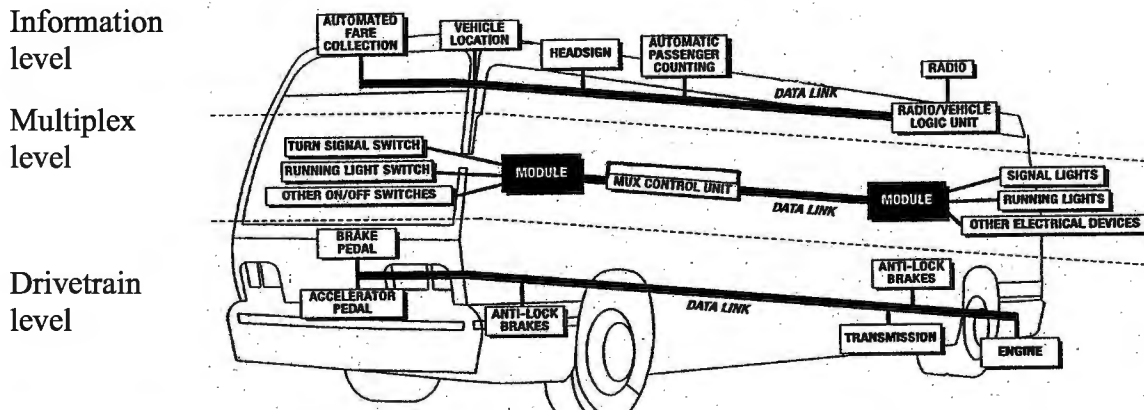 Information
level
AUTOMATED
FARE
COLLECTION
VEHICLE
LOCATION
HEADSIGN
AUTOMATIC
PASSENGER
COUNTING
RADIO
DATA LINK
RADIO/VEHICLE
LOGIC UNIT
Multiplex
level
TURN SIGNAL SWITCH
RUNNING LIGHT SWITCH
OTHER ON/OFF SWITCHES
MODULE
MUX CONTROL UNIT
DATA LINK
MODULE
SIGNAL LIGHTS
RUNNING LIGHTS
OTHER ELECTRICAL DEVICES
Drivetrain
level
BRAKE
PEDAL
ACCELERATOR
PEDAL
ANTI-LOCK
BRAKES
DATA LINK
ANTI-LOCK
BRAKES
TRANSMISSION
ENGINE